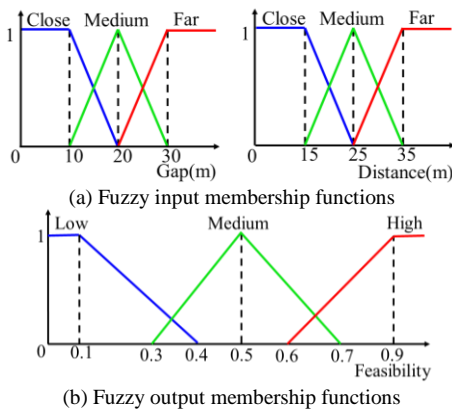 Close Medium Far
1
0 10 20 30
Gap(m)
Close Medium Far
1
0 15 25 35
Distance(m)
(a) Fuzzy input membership functions
Low Medium High
1
0 0.1 0.3 0.4 0.5 0.6 0.7 0.9
Feasibility
(b) Fuzzy output membership functions